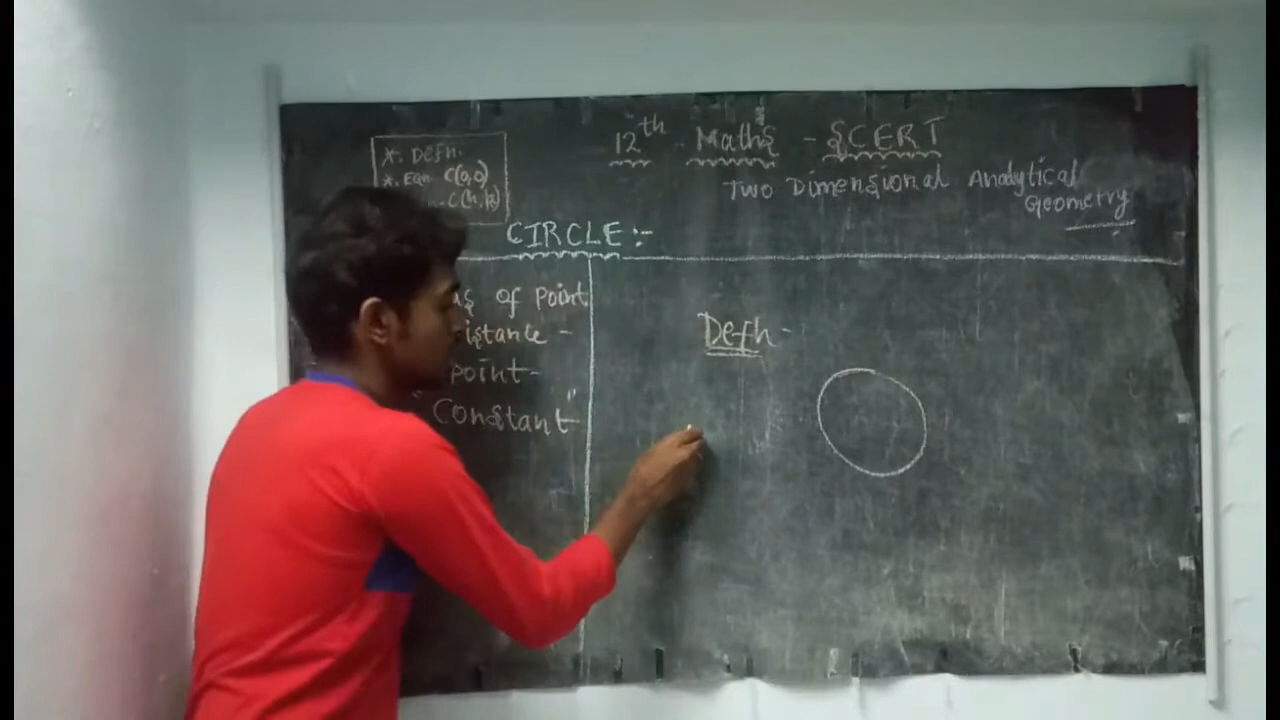 12th - Maths - SCERT
Two Dimensional Analytical
Geometry
*. Defn.
*. Eqn. C(0,0)
C(h,k)
CIRCLE:-
of point
istance -
point-
"Constant"
Defn -